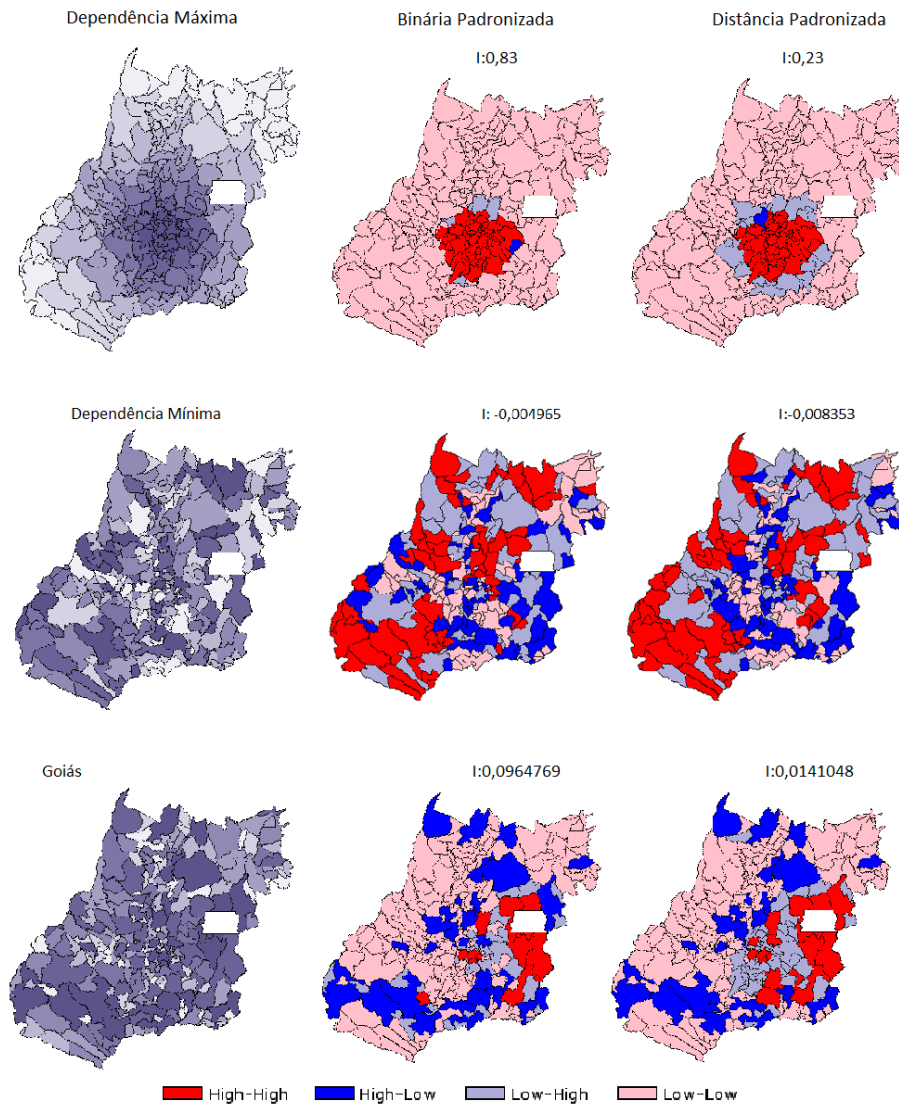 Dependência Máxima
Binária Padronizada
Distância Padronizada
I:0,83
I:0,23
Dependência Mínima
I: -0,004965
I:-0,008353
Goiás
I:0,0964769
I:0,0141048
High-High
High-Low
Low-High
Low-Low